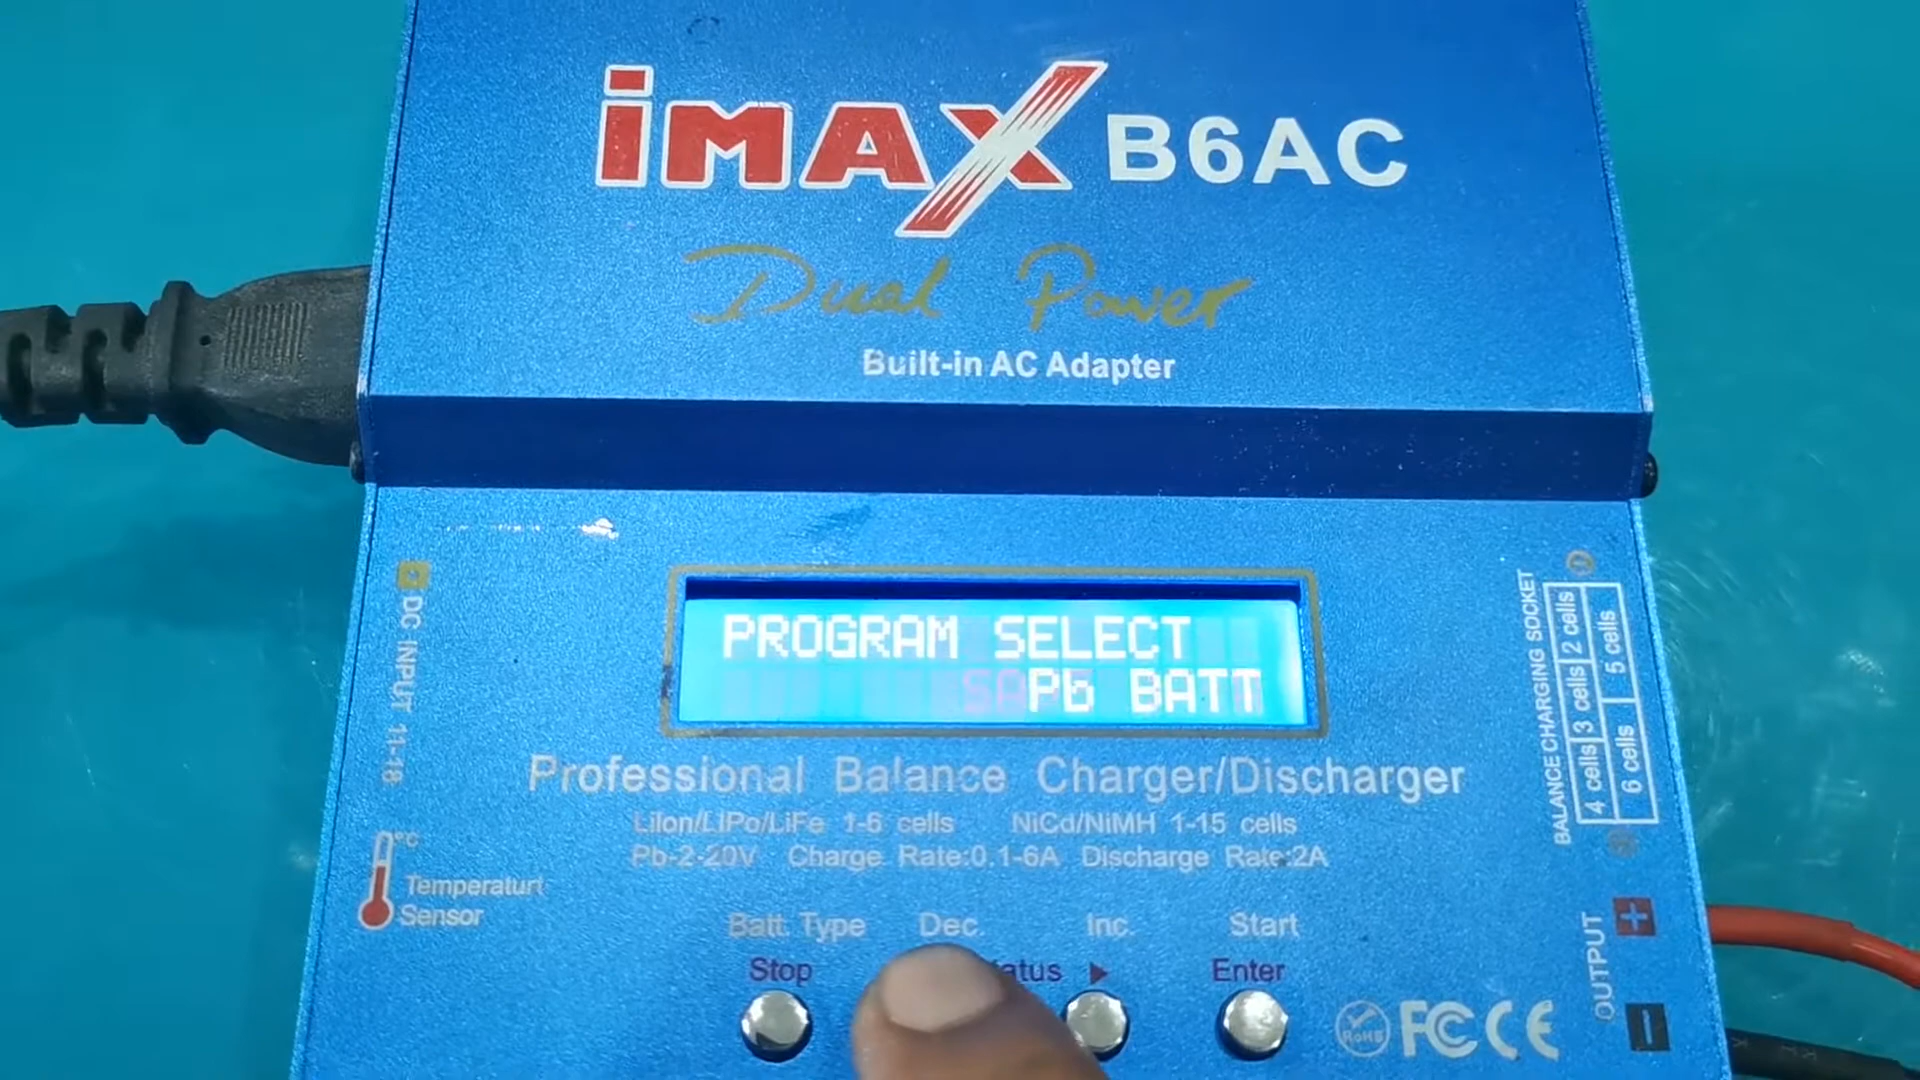 iMAX B6AC
Dual Power
Built-in AC Adapter
DC INPUT 11-18
PROGRAM SELECT
Pb BATT
BALANCE CHARGING SOCKET
2 cells
3 cells
4 cells
5 cells
6 cells
Professional Balance Charger/Discharger
LiIon/LiPo/LiFe 1-6 cells NiCd/NiMH 1-15 cells
Pb-2-20V Charge Rate:0.1-6A Discharge Rate:2A
°C
Temperaturt
Sensor
Batt. Type Dec. Inc. Start
Stop tatus ▶ Enter
OUTPUT
+
-
RoHS FC CE